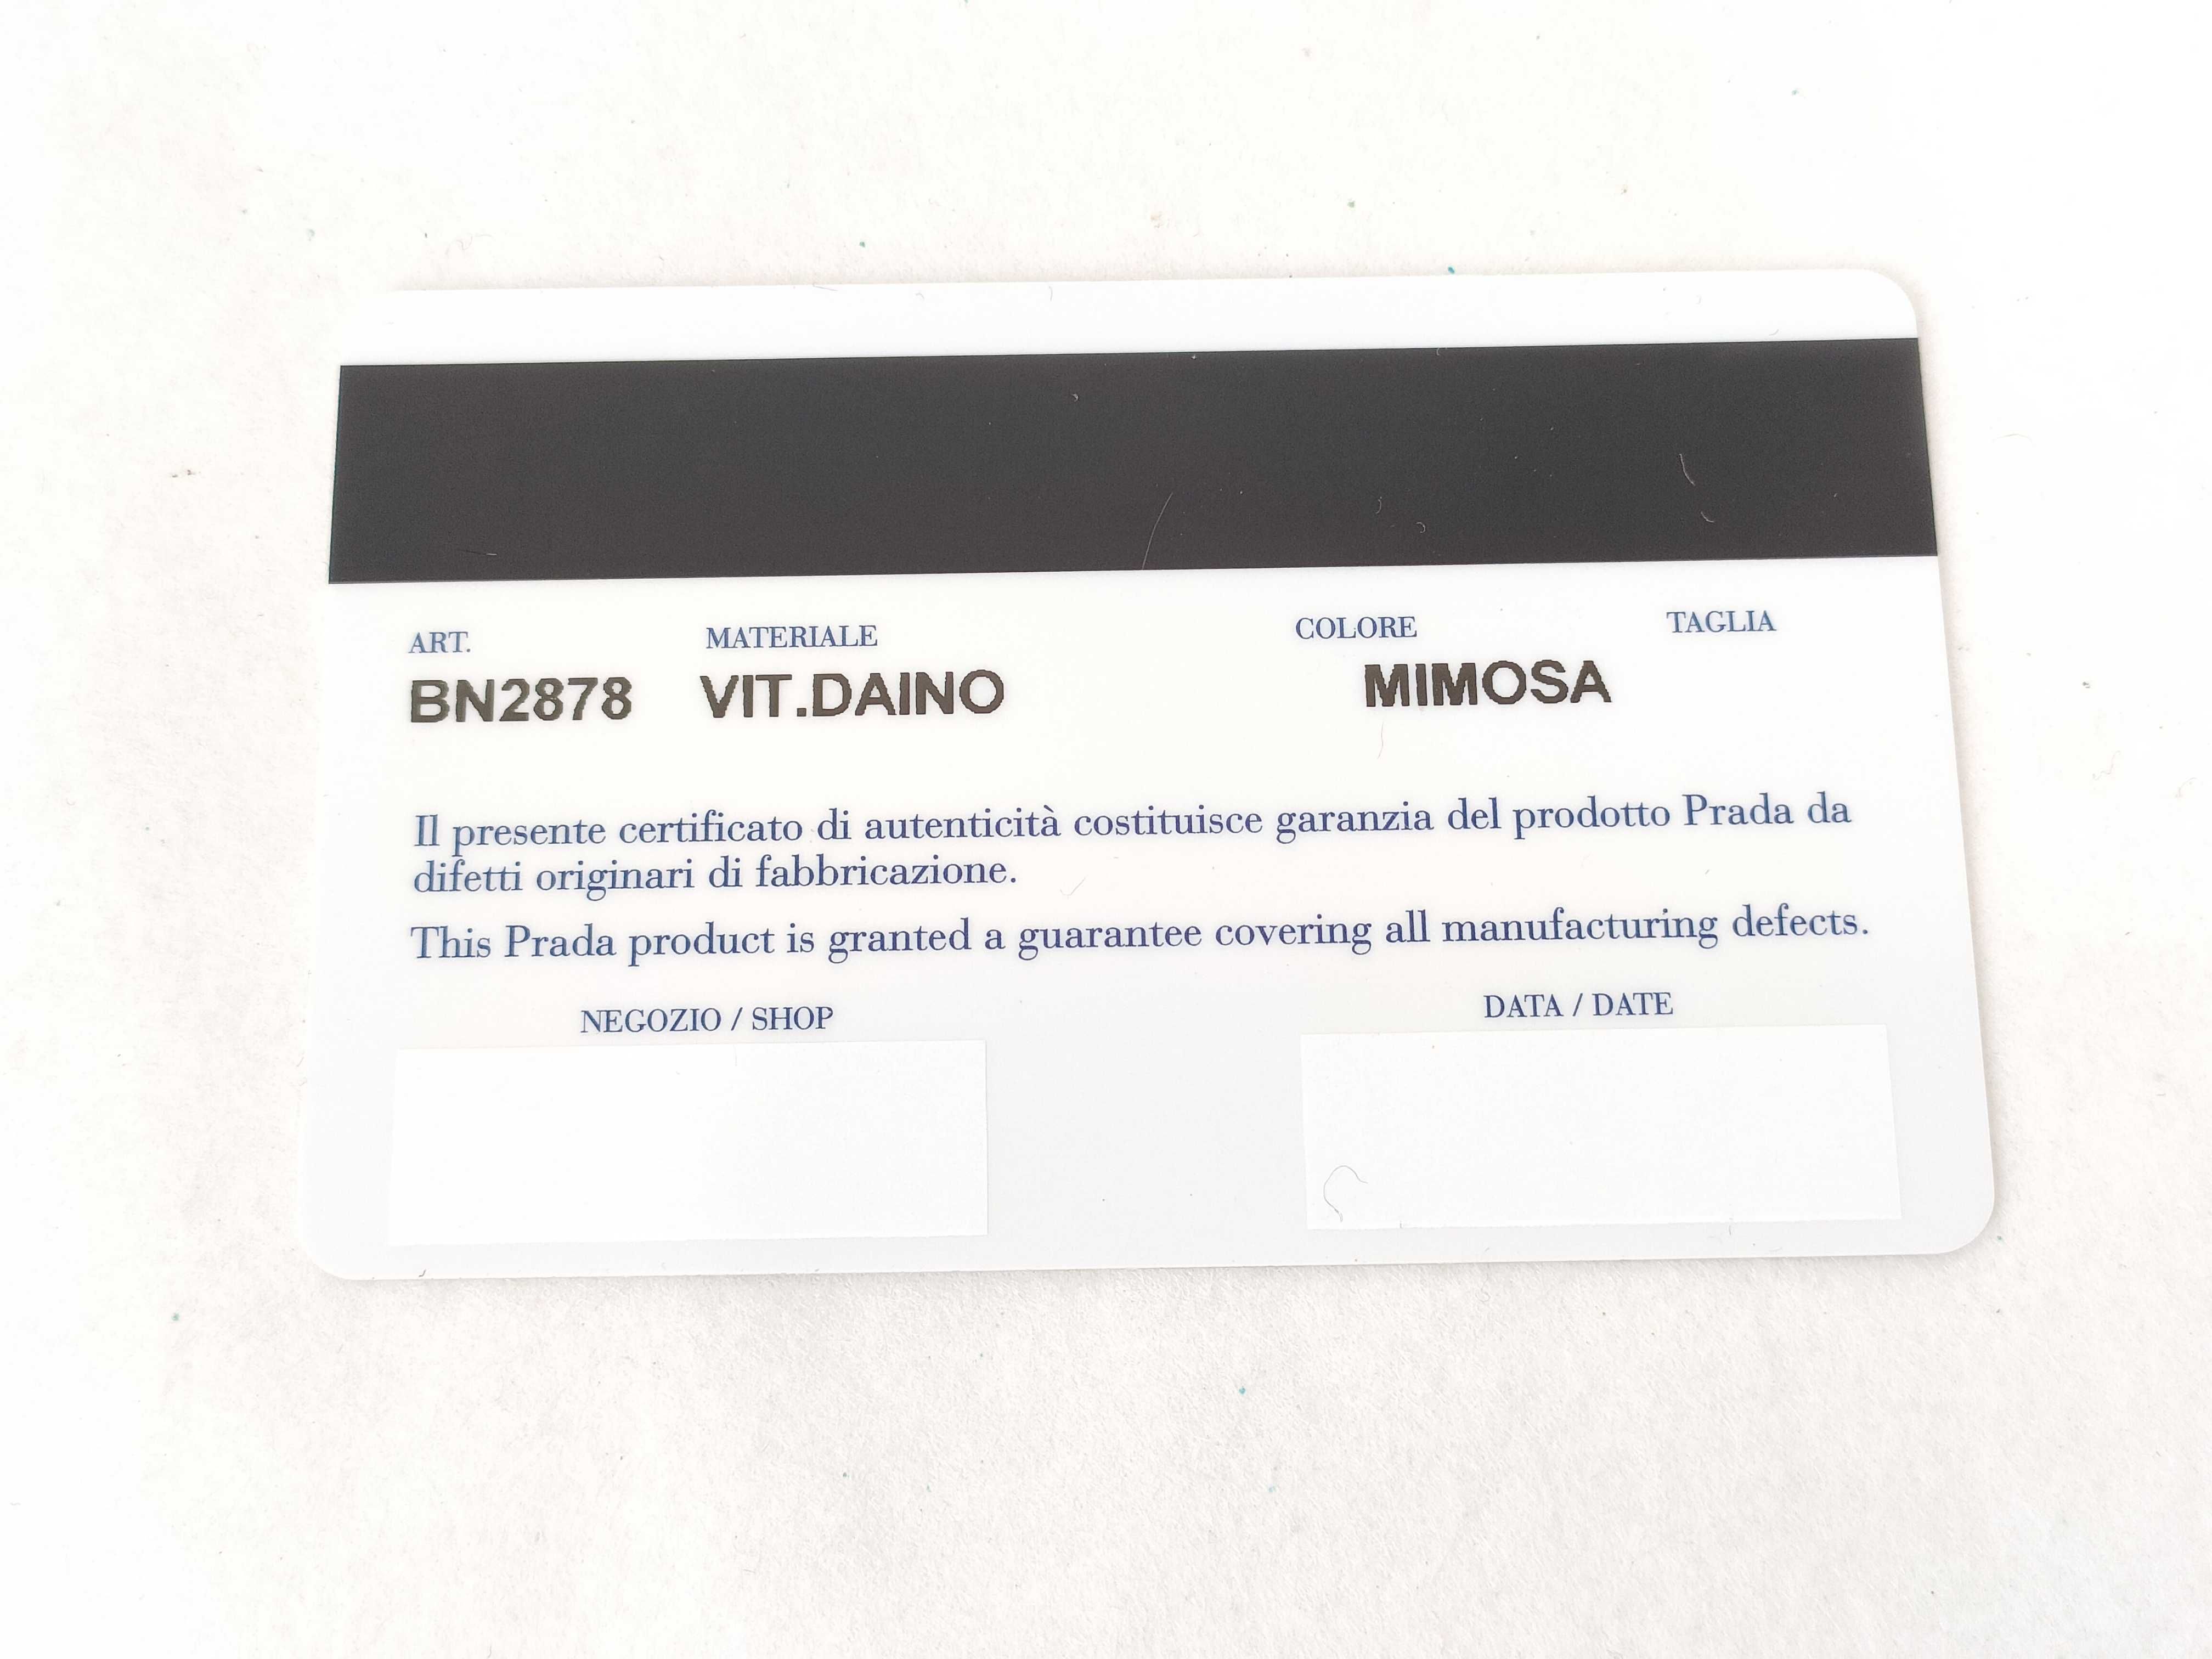 ART. MATERIALE COLORE TAGLIA
BN2878 VIT.DAINO MIMOSA
Il presente certificato di autenticità costituisce garanzia del prodotto Prada da
difetti originari di fabbricazione.
This Prada product is granted a guarantee covering all manufacturing defects.
NEGOZIO / SHOP DATA / DATE